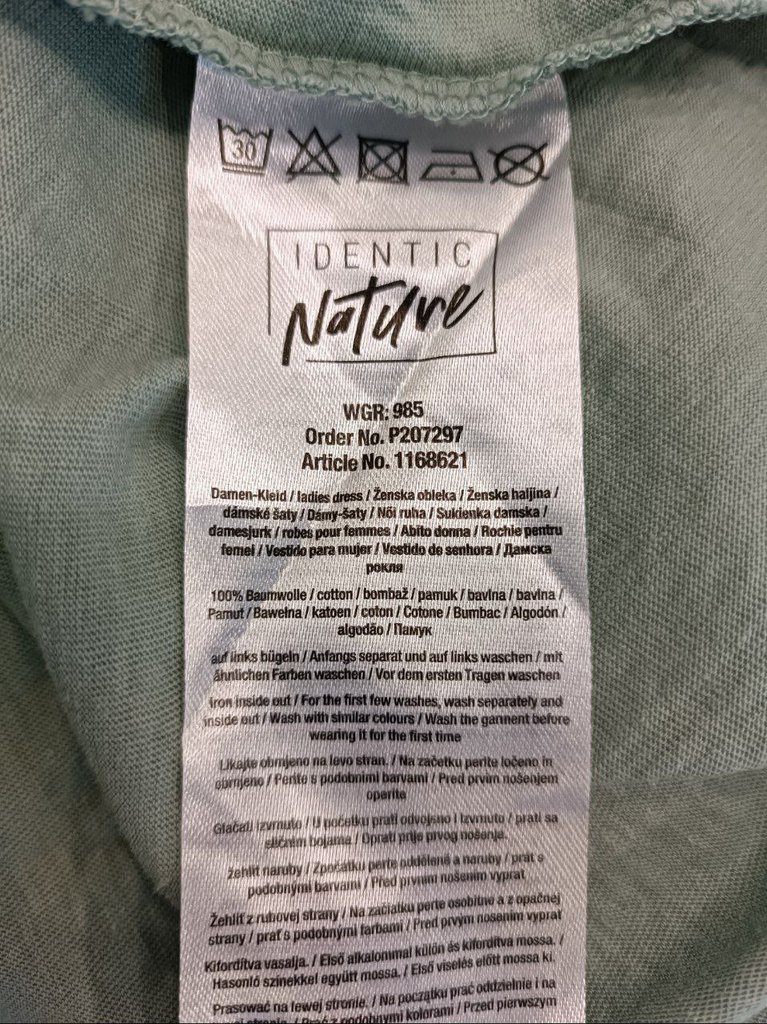 30
IDENTIC
Nature
WGR: 985
Order No. P207297
Article No. 1168621
Damen-Kleid / ladies dress / Ženska obleka / Ženska haljina /
dámské šaty / Dámy-šaty / Női ruha / Sukienka damska /
damesjurk / robes pour femmes / Abito donna / Rochie pentru
femei / Vestido para mujer / Vestido de senhora / Дамска
рокля
100% Baumwolle / cotton / bombaž / pamuk / bavlna / bavlna /
Pamut / Bawełna / katoen / coton / Cotone / Bumbac / Algodón /
algodão / Памук
auf links bügeln / Anfangs separat und auf links waschen / mit
ähnlichen Farben waschen / Vor dem ersten Tragen waschen
Iron inside out / For the first few washes, wash separately and
inside out / Wash with similar colours / Wash the garment before
wearing it for the first time
Likajte obrnjeno na levo stran. / Na začetku perite ločeno in
obrnjeno / Perite s podobnimi barvami / Pred prvim nošenjem
operite
Glačati izvrnuto / U početku prati odvojeno i izvrnuto / prati sa
sličnim bojama / Oprati prije prvog nošenja.
žehlit naruby / Zpočátku perte odděleně a naruby / prát s
podobnými barvami / Před prvním nošením vyprat
Žehliť z rubovej strany / Na začiatku perte osobitne a z opačnej
strany / prať s podobnými farbami / Pred prvým nosením vyprať
Kifordítva vasalja. / Első alkalommal külön és kifordítva mossa. /
Hasonló színekkel együtt mossa. / Első viselés előtt mossa ki.
Prasować na lewej stronie. / Na początku prać oddzielnie i na
lewej stronie. / Prać z podobnymi kolorami / Przed pierwszym